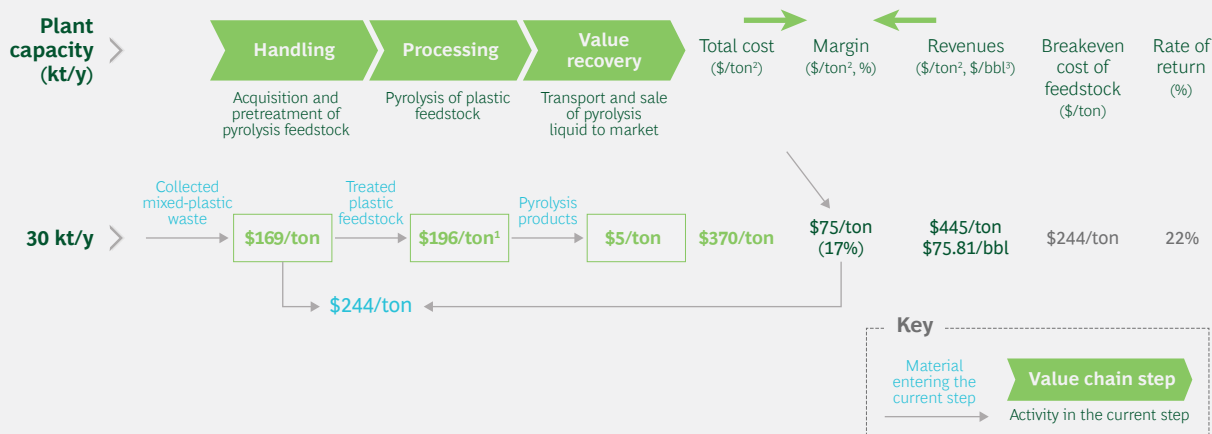 Plant
capacity
(kt/y)
Handling
Processing
Value
recovery
Total cost
($/ton²)
Margin
($/ton², %)
Revenues
($/ton², $/bbl³)
Breakeven
cost of
feedstock
($/ton)
Rate of
return
(%)
Acquisition and
pretreatment of
pyrolysis feedstock
Pyrolysis of plastic
feedstock
Transport and sale
of pyrolysis
liquid to market
30 kt/y
Collected
mixed-plastic
waste
$169/ton
Treated
plastic
feedstock
$196/ton¹
Pyrolysis
products
$5/ton
$370/ton
$75/ton
(17%)
$445/ton
$75.81/bbl
$244/ton
22%
$244/ton
Key
Material
entering the
current step
Value chain step
Activity in the current step